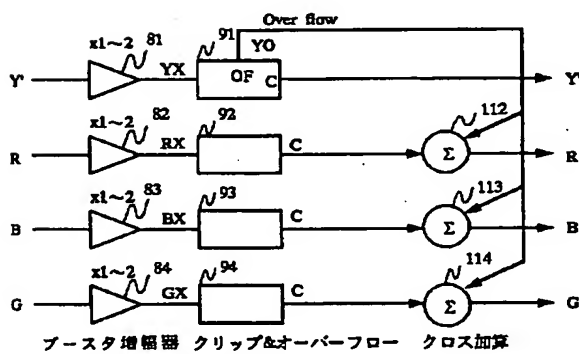 Over flow
x1~2 81 91 YO
Y' YX OF C Y'
x1~2 82 92 112
R RX C Σ R
x1~2 83 93 113
B BX C Σ B
x1~2 84 94 114
G GX C Σ G
ブースタ増幅器 クリップ&オーバーフロー クロス加算